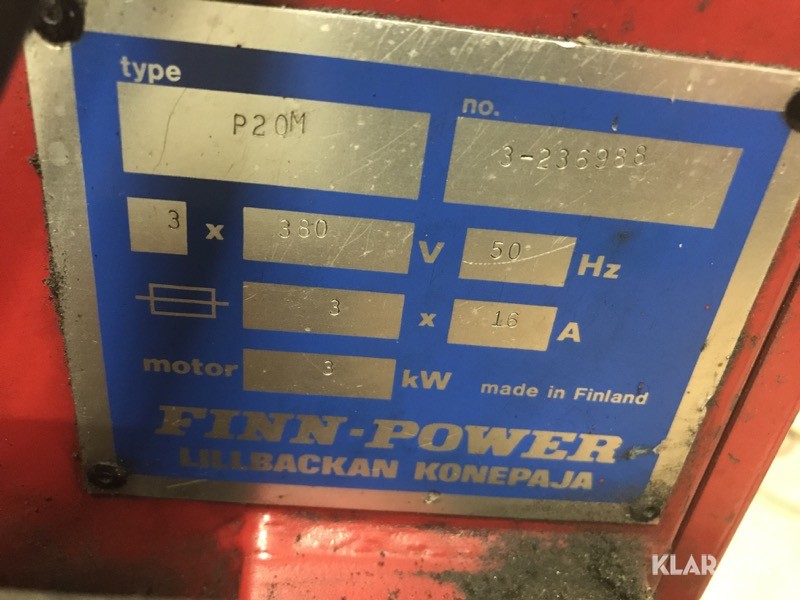 type
no.
P20M
3-236988
3 x 380 V 50 Hz
3 x 16 A
motor 3 kW
made in Finland
FINN-POWER
LILLBACKAN KONEPAJA